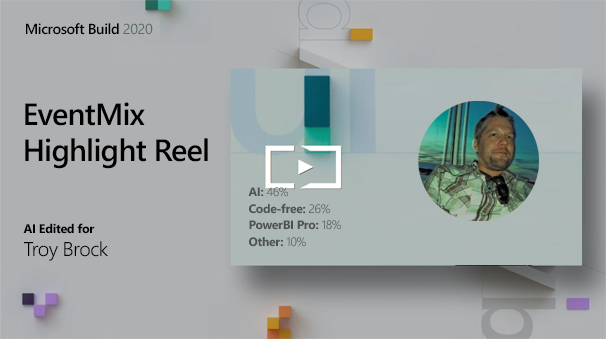 Microsoft Build 2020
EventMix
Highlight Reel
AI Edited for
Troy Brock
AI: 46%
Code-free: 26%
PowerBI Pro: 18%
Other: 10%